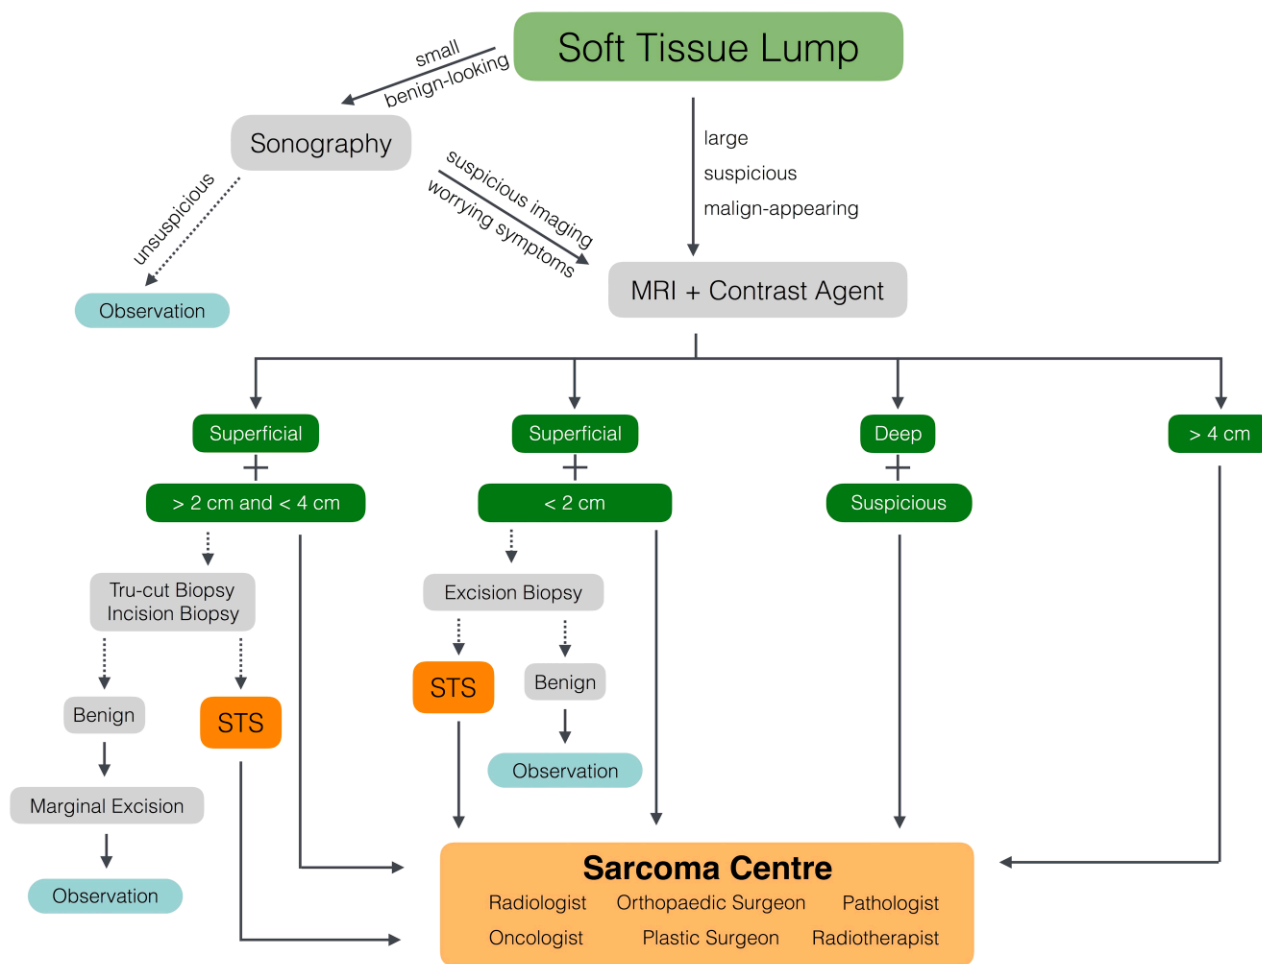 Soft Tissue Lump
small
benign-looking
Sonography
large
suspicious
malign-appearing
suspicious imaging
worrying symptoms
unsuspicious
Observation
MRI + Contrast Agent
Superficial
Superficial
Deep
> 4 cm
> 2 cm and < 4 cm
< 2 cm
Suspicious
Tru-cut Biopsy
Incision Biopsy
Excision Biopsy
Benign
STS
STS
Benign
Observation
Marginal Excision
Observation
Sarcoma Centre
Radiologist Orthopaedic Surgeon Pathologist
Oncologist Plastic Surgeon Radiotherapist